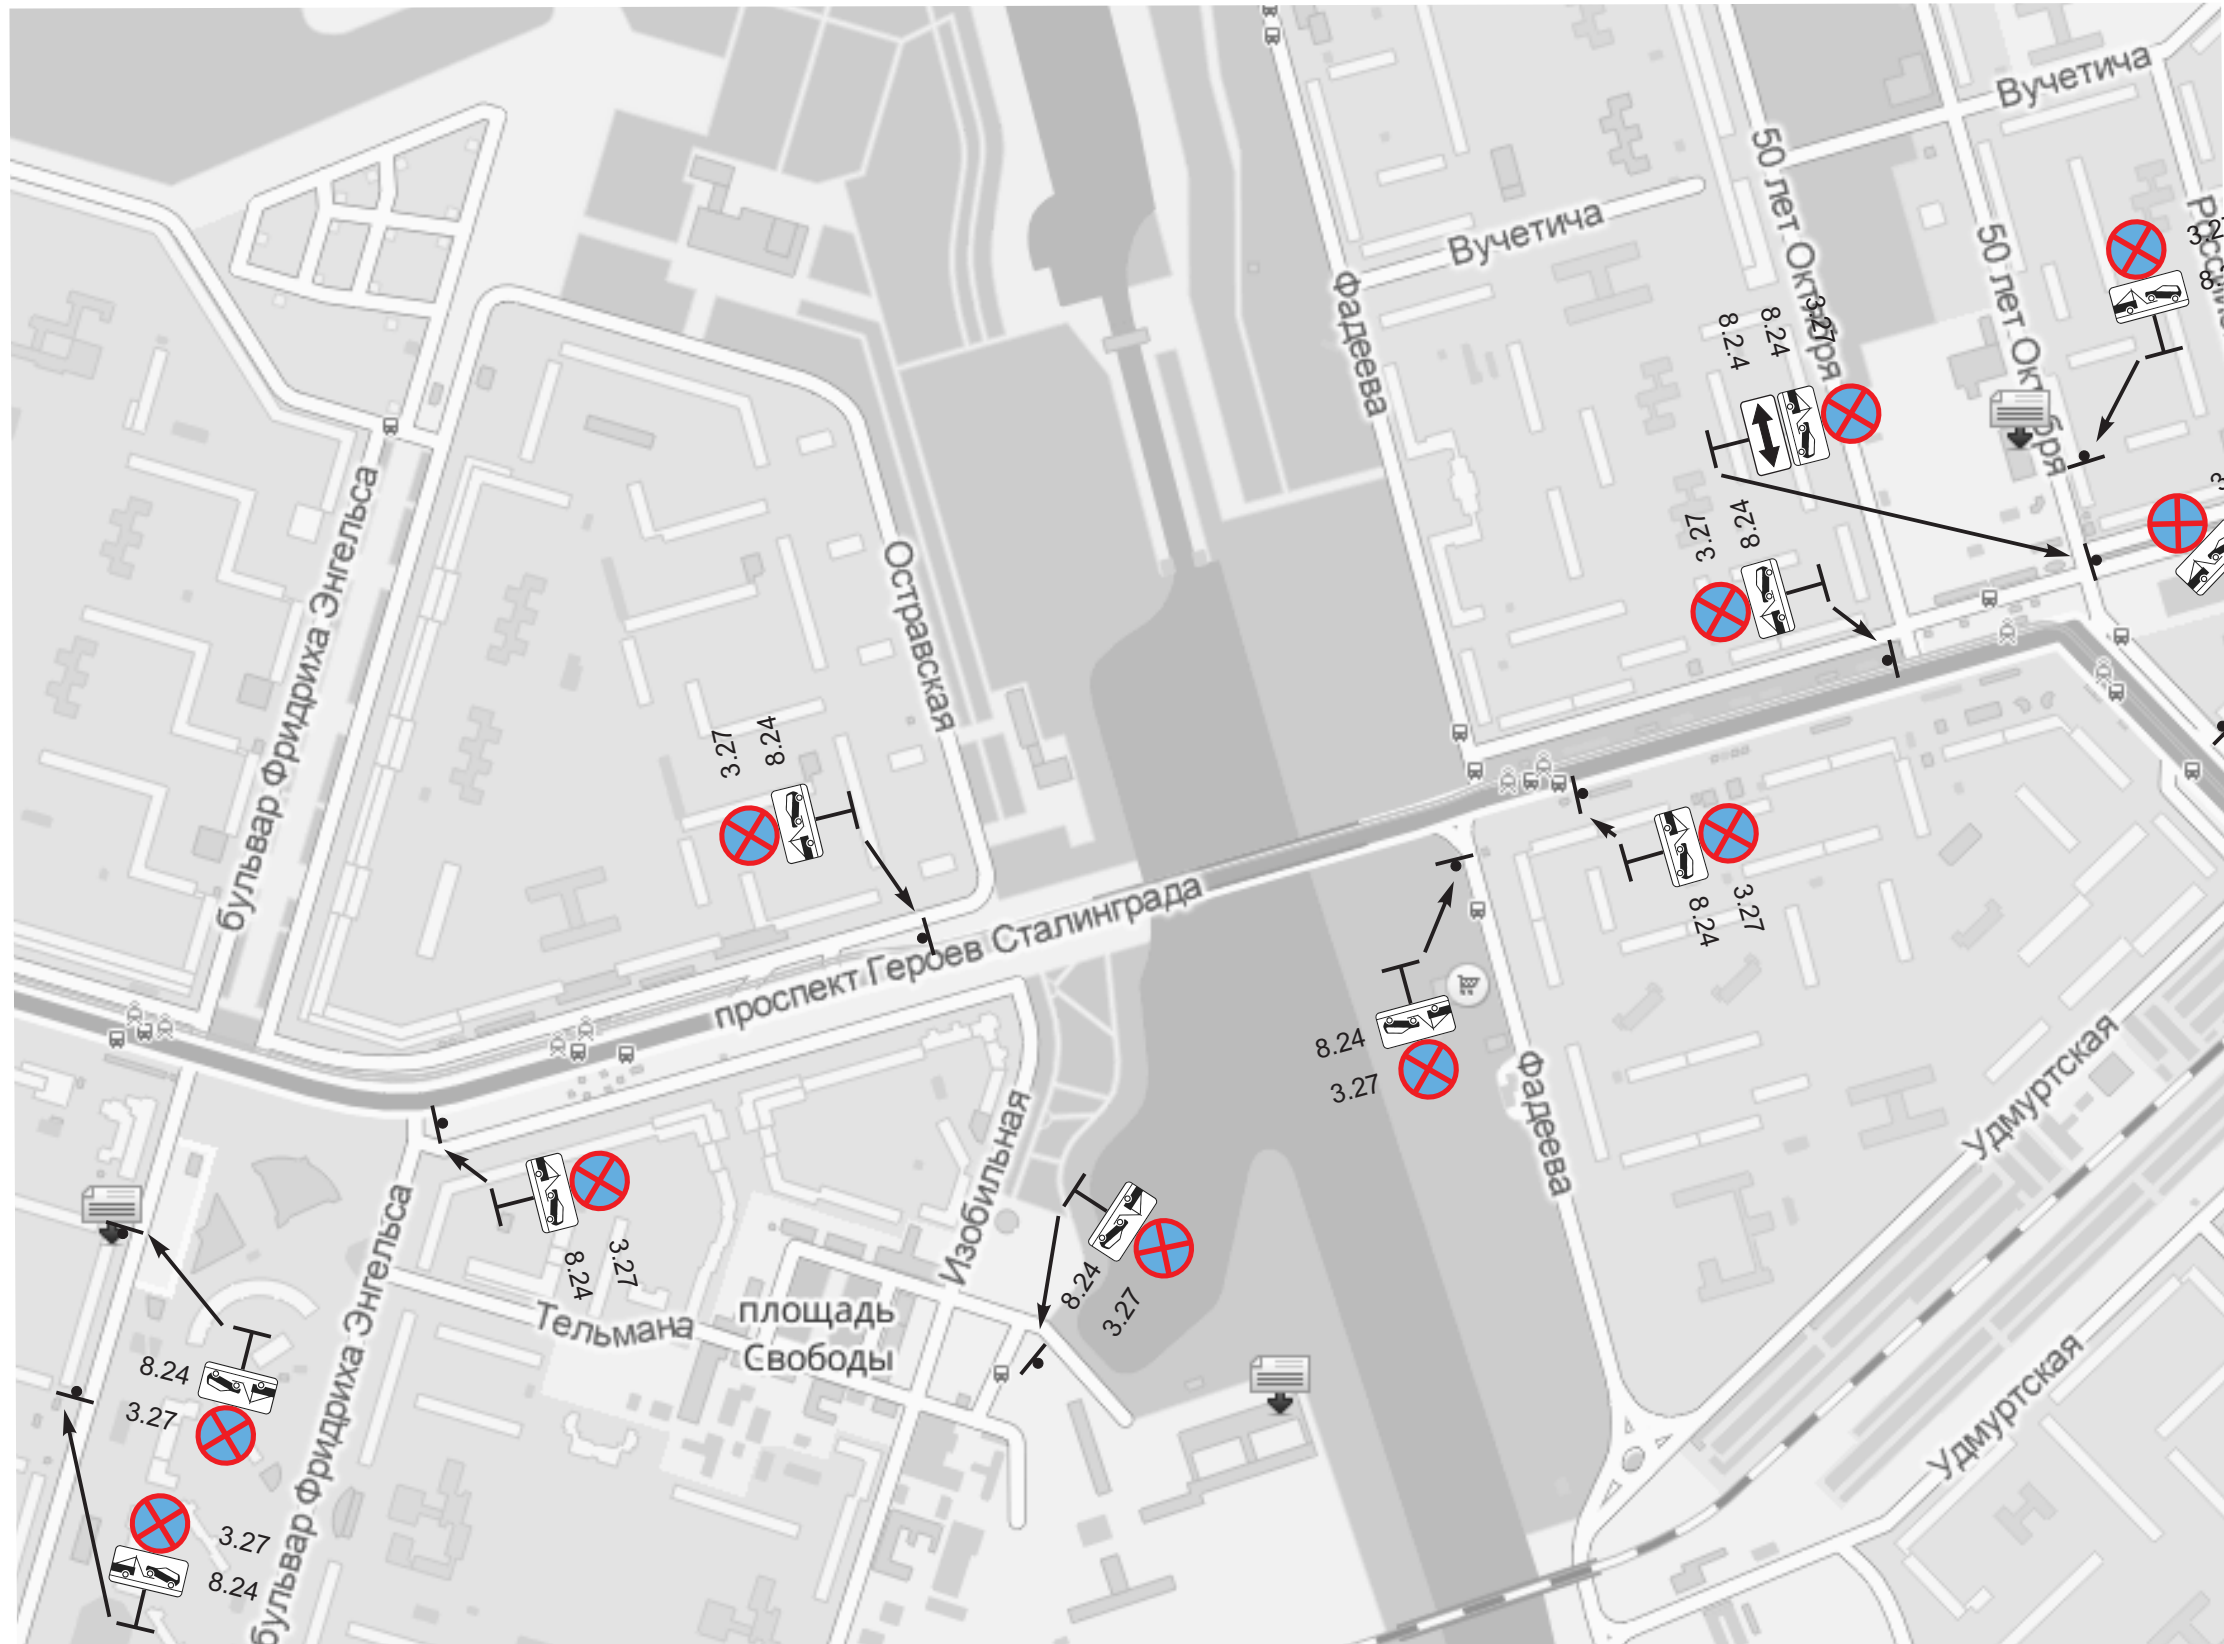 Вучетича
50 лет Октября
Вучетича
50 лет Октября
Фадеева
3.27
8.24
8.2.4
бульвар Фридриха Энгельса
3.27
8.24
Остравская
3.27
8.24
проспект Героев Сталинграда
3.27
8.24
8.24
3.27
Фадеева
Удмуртская
Изобильная
бульвар Фридриха Энгельса
8.24
3.27
8.24
3.27
Тельмана
площадь
Свободы
8.24
3.27
3.27
8.24
Удмуртская